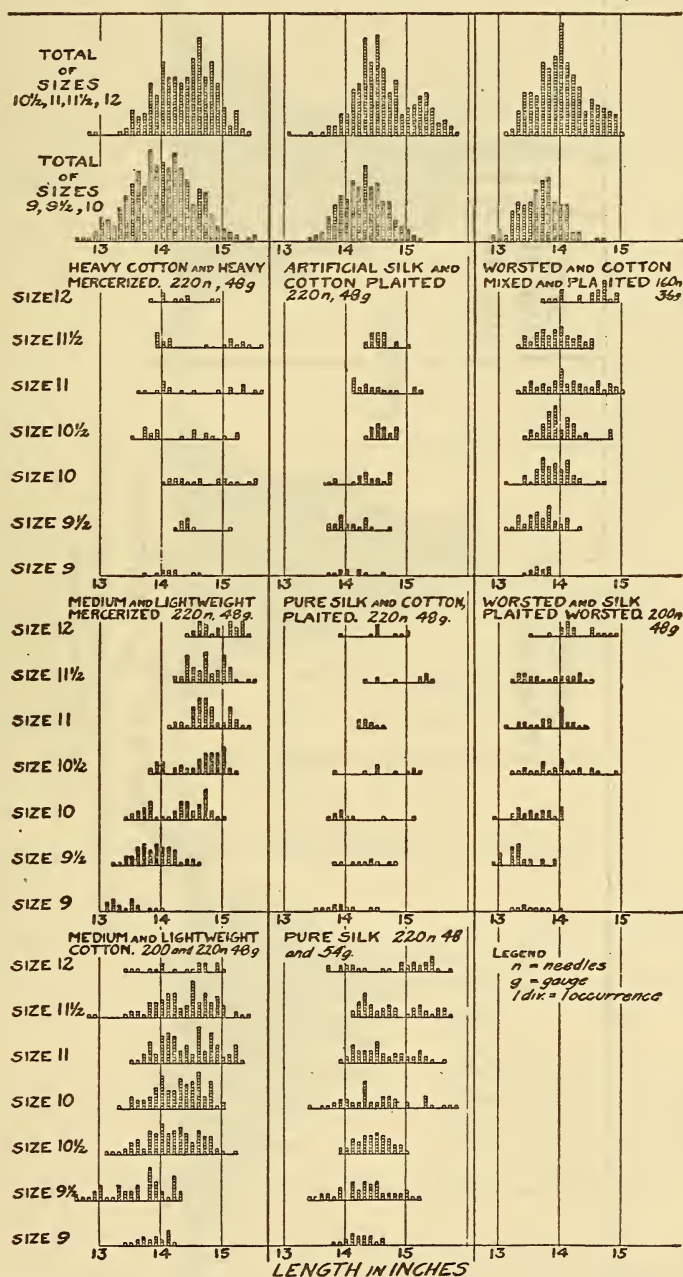 TOTAL
OF
SIZES
10½, 11, 11½, 12
TOTAL
OF
SIZES
9, 9½, 10
13 14 15 13 14 15 13 14 15
HEAVY COTTON AND HEAVY
MERCERIZED. 220n, 48g
ARTIFICIAL SILK AND
COTTON PLAITED
220n, 48g
WORSTED AND COTTON
MIXED AND PLAITED 160n
36g
SIZE 12
SIZE 11½
SIZE 11
SIZE 10½
SIZE 10
SIZE 9½
SIZE 9
13 14 15 13 14 15 13 14 15
MEDIUM AND LIGHTWEIGHT
MERCERIZED 220n, 48g.
PURE SILK AND COTTON,
PLAITED. 220n 48g.
WORSTED AND SILK
PLAITED WORSTED. 200n
48g
SIZE 12
SIZE 11½
SIZE 11
SIZE 10½
SIZE 10
SIZE 9½
SIZE 9
13 14 15 13 14 15 13 14 15
MEDIUM AND LIGHTWEIGHT
COTTON. 200 and 220n 48g
PURE SILK 220n 48
and 54g.
LEGEND
n = needles
g = gauge
1 div. = 1 occurrence
SIZE 12
SIZE 11½
SIZE 11
SIZE 10
SIZE 10½
SIZE 9½
SIZE 9
13 14 15 13 14 15 13 14 15
LENGTH IN INCHES